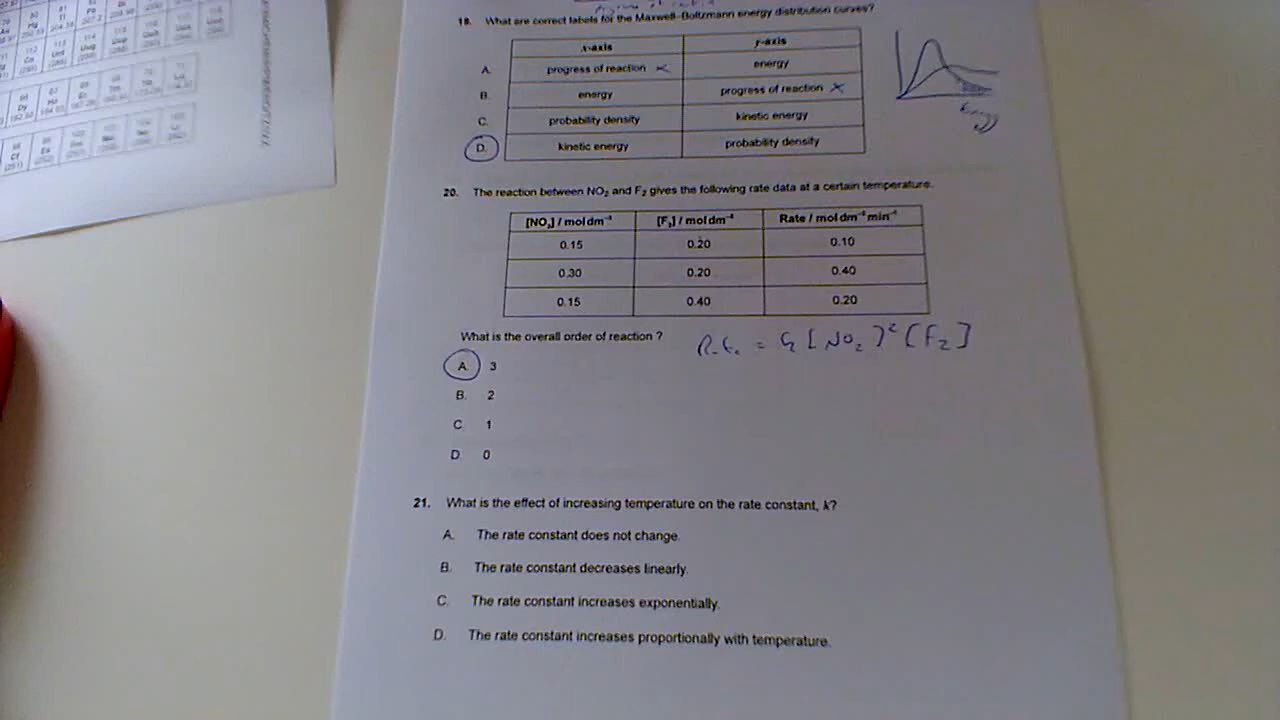 18. What are correct labels for the Maxwell–Boltzmann energy distribution curves?
x-axis y-axis
A. progress of reaction × energy
B. energy progress of reaction ×
C. probability density kinetic energy
D. kinetic energy probability density
Energy
20. The reaction between NO₂ and F₂ gives the following rate data at a certain temperature.
[NO₂] / mol dm⁻³ [F₂] / mol dm⁻³ Rate / mol dm⁻³ min⁻¹
0.15 0.20 0.10
0.30 0.20 0.40
0.15 0.40 0.20
What is the overall order of reaction ?
= [NO₂]² [F₂]
A. 3
B. 2
C. 1
D. 0
21. What is the effect of increasing temperature on the rate constant, k?
A. The rate constant does not change.
B. The rate constant decreases linearly.
C. The rate constant increases exponentially.
D. The rate constant increases proportionally with temperature.